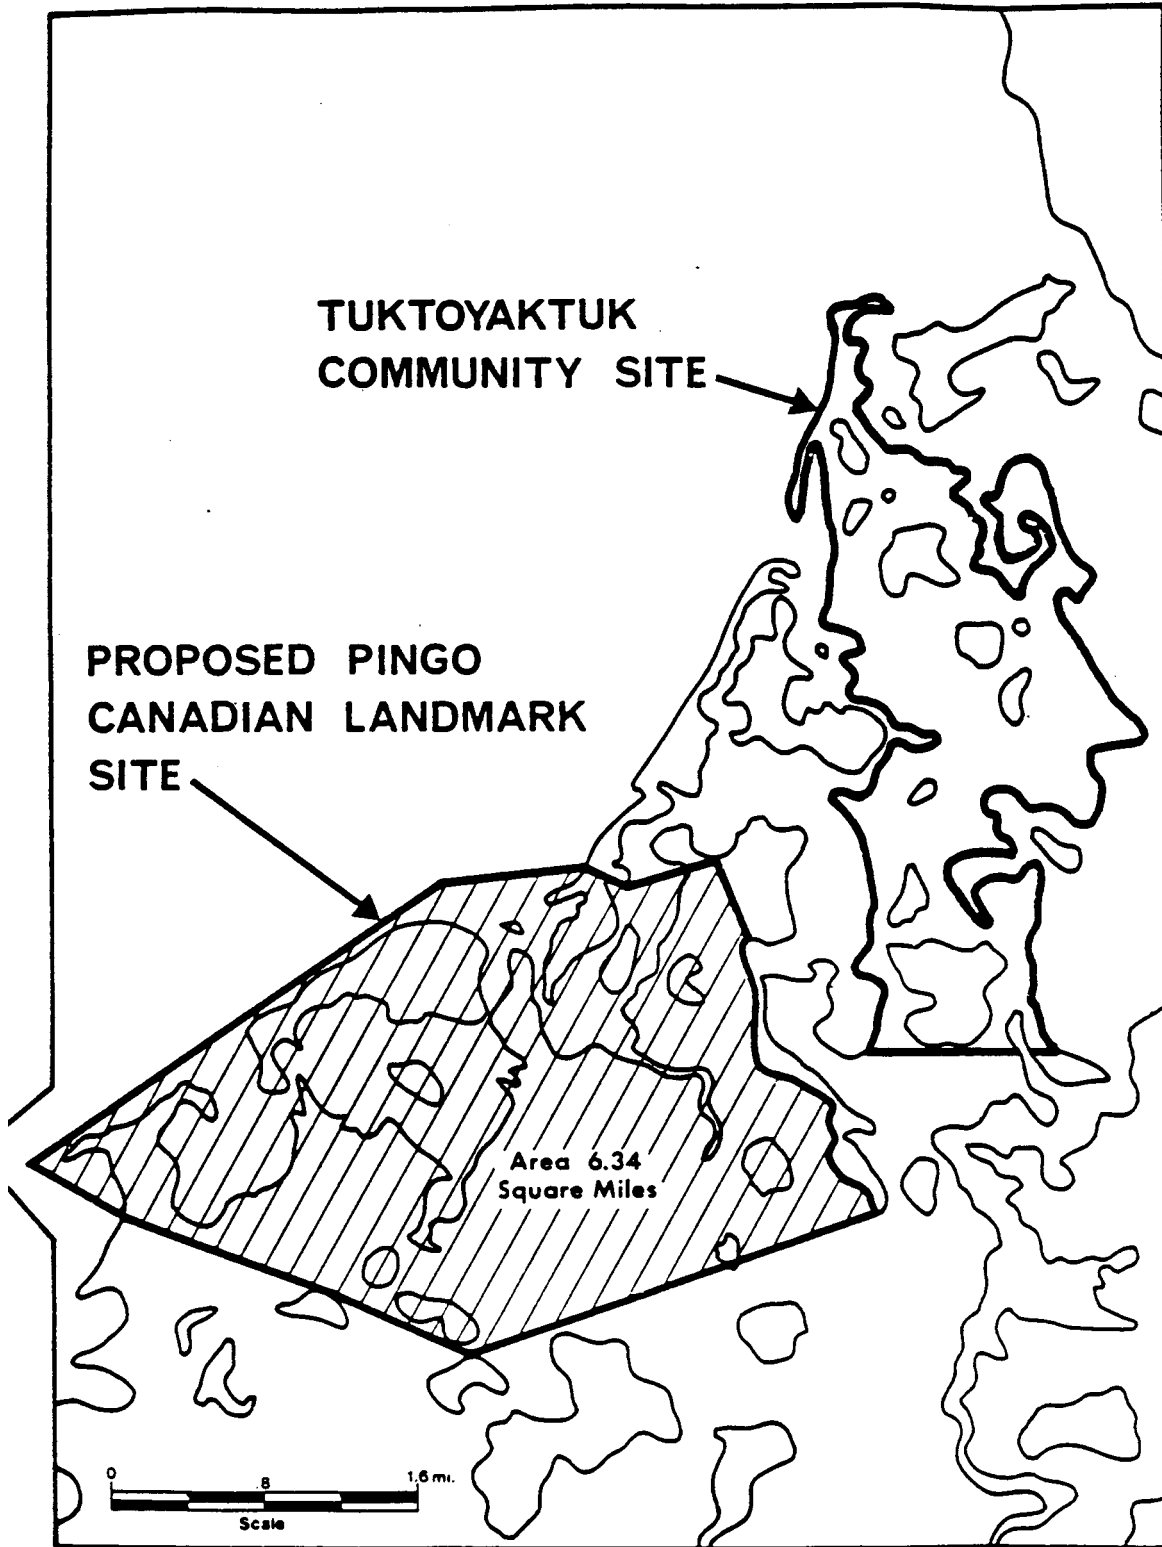 TUKTOYAKTUK
COMMUNITY SITE
PROPOSED PINGO
CANADIAN LANDMARK
SITE
Area 6.34
Square Miles
0 .8 1.6 mi.
Scale